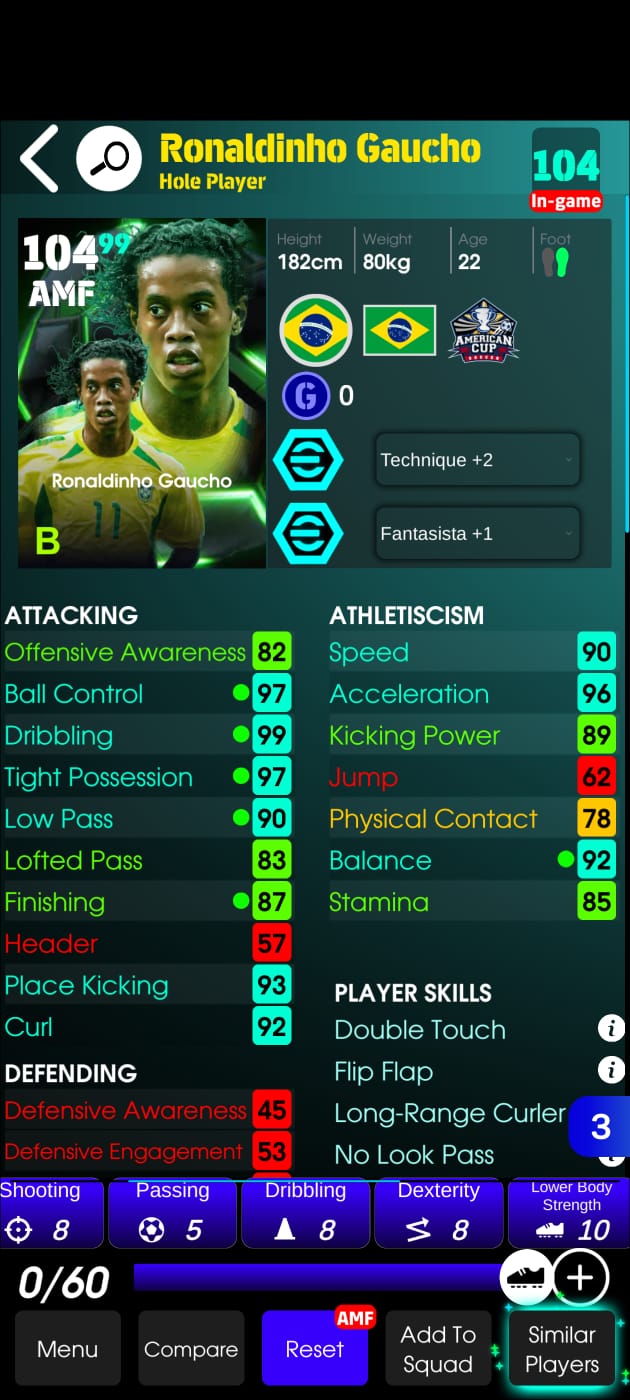 Ronaldinho Gaucho
Hole Player
104
In-game
104 99
AMF
Ronaldinho Gaucho
11
B
Height
182cm
Weight
80kg
Age
22
Foot
AMERICAN
CUP
G 0
Technique +2
Fantasista +1
ATTACKING
Offensive Awareness 82
Ball Control 97
Dribbling 99
Tight Possession 97
Low Pass 90
Lofted Pass 83
Finishing 87
Header 57
Place Kicking 93
Curl 92
DEFENDING
Defensive Awareness 45
Defensive Engagement 53
ATHLETISCISM
Speed 90
Acceleration 96
Kicking Power 89
Jump 62
Physical Contact 78
Balance 92
Stamina 85
PLAYER SKILLS
Double Touch i
Flip Flap i
Long-Range Curler
No Look Pass
3
Shooting
8
Passing
5
Dribbling
8
Dexterity
8
Lower Body
Strength
10
0/60
+
Menu
Compare
AMF
Reset
Add To
Squad
Similar
Players